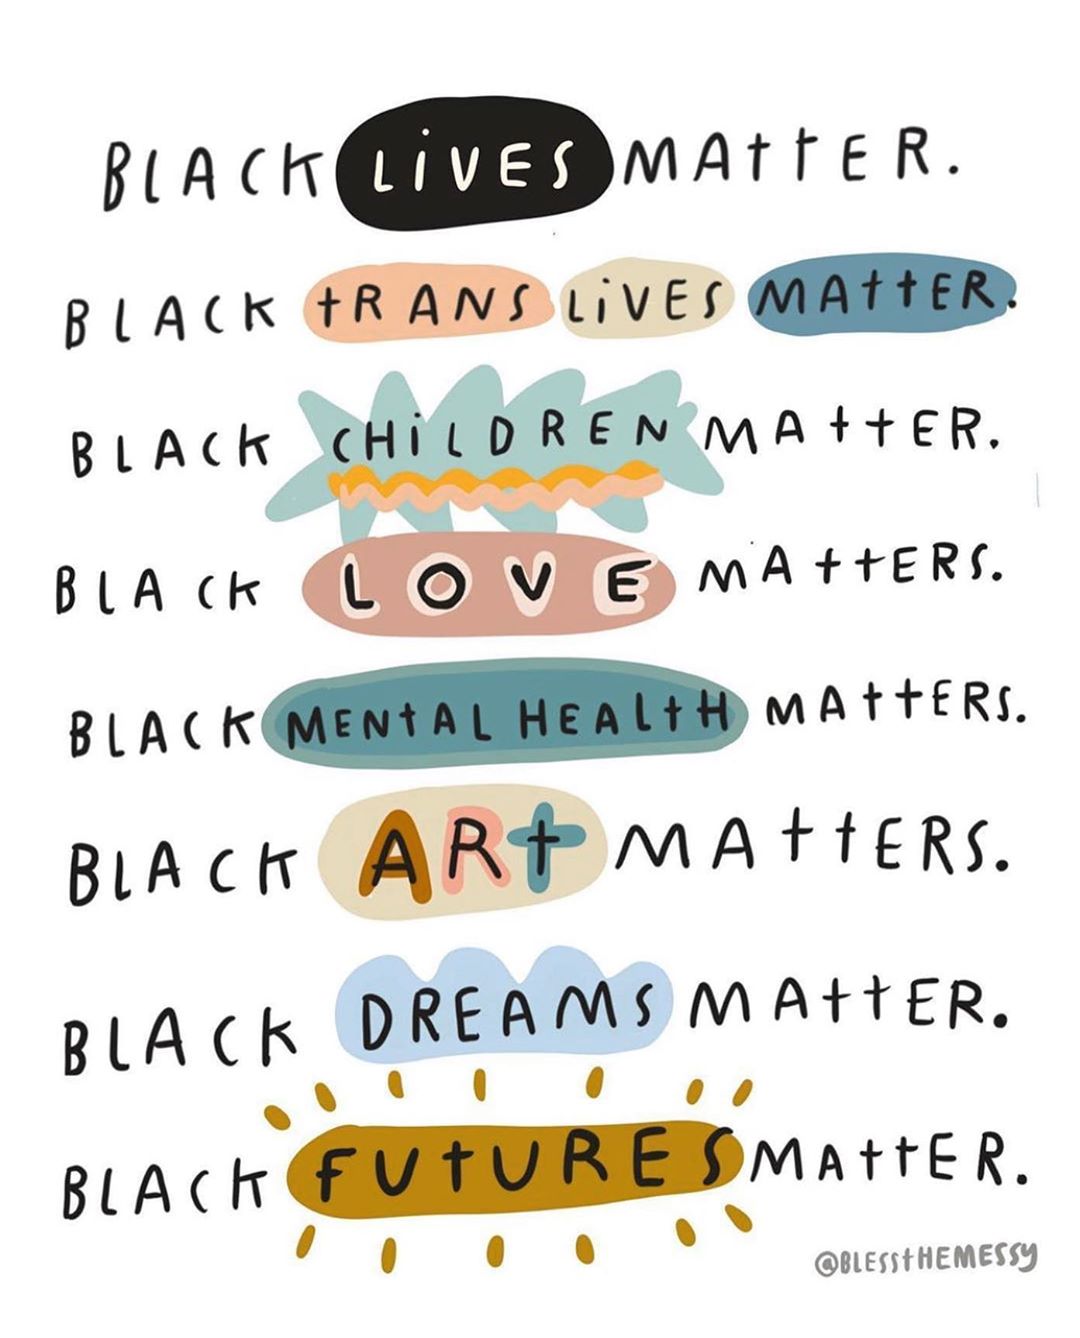 BLACK LiVES MAttER.
BLACK tRANS LiVES MAttER.
BLACK CHiLDREN MAttER.
BLACK LOVE MAttERS.
BLACK MENtAL HEALtH MAttERS.
BLACK ARt MAttERS.
BLACK DREAMS MAttER.
BLACK FUtURES MAttER.
@BLESStHEMESSY